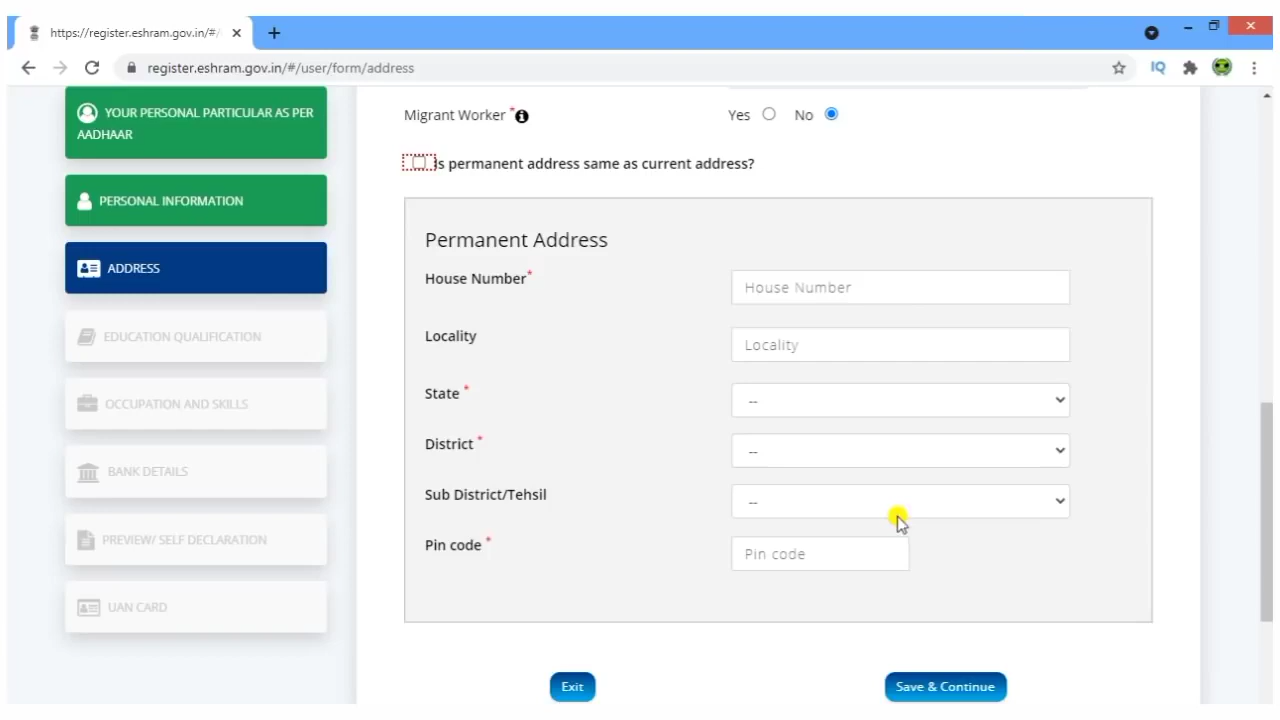 https://register.eshram.gov.in/#/
register.eshram.gov.in/#/user/form/address
IQ
YOUR PERSONAL PARTICULAR AS PER
AADHAAR
PERSONAL INFORMATION
ADDRESS
EDUCATION QUALIFICATION
OCCUPATION AND SKILLS
BANK DETAILS
PREVIEW/ SELF DECLARATION
UAN CARD
Migrant Worker * Yes No
Is permanent address same as current address?
Permanent Address
House Number* House Number
Locality Locality
State * --
District * --
Sub District/Tehsil --
Pin code * Pin code
Exit Save & Continue